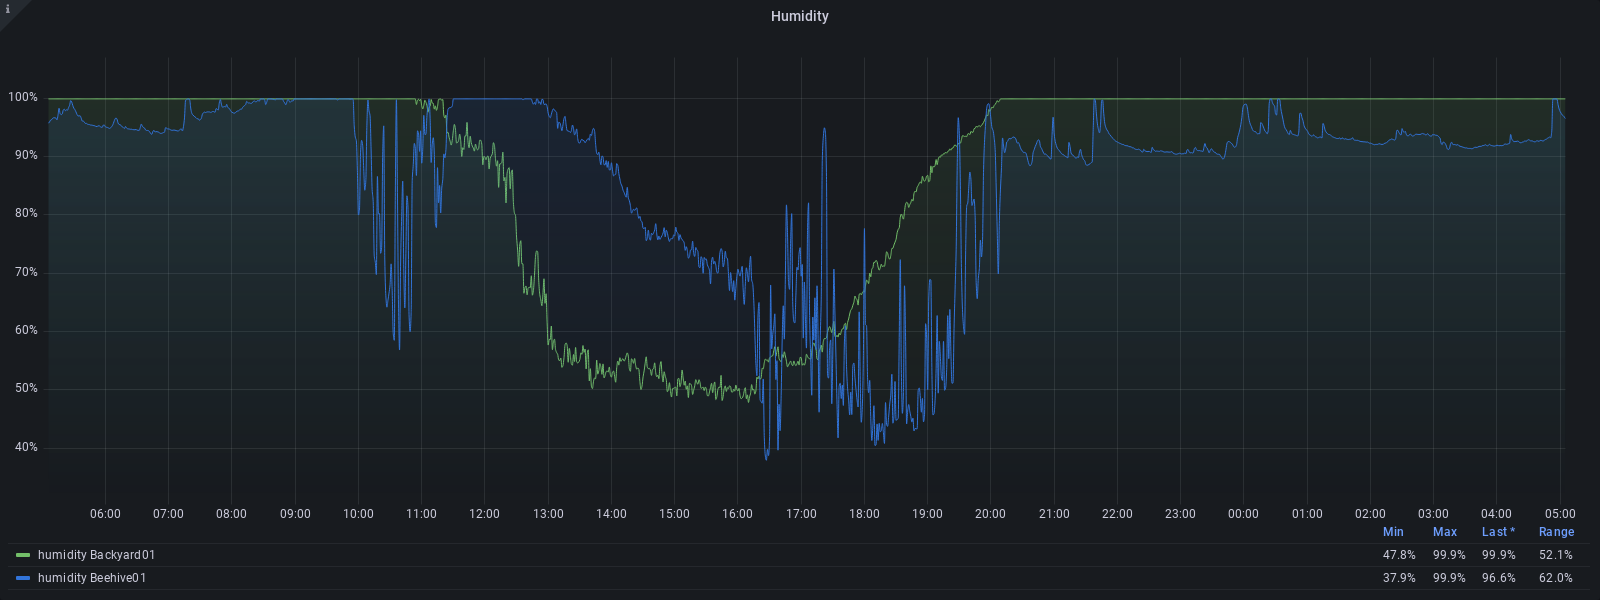 i
Humidity
100%
90%
80%
70%
60%
50%
40%
06:00 07:00 08:00 09:00 10:00 11:00 12:00 13:00 14:00 15:00 16:00 17:00 18:00 19:00 20:00 21:00 22:00 23:00 00:00 01:00 02:00 03:00 04:00 05:00
Min Max Last * Range
humidity Backyard01 47.8% 99.9% 99.9% 52.1%
humidity Beehive01 37.9% 99.9% 96.6% 62.0%